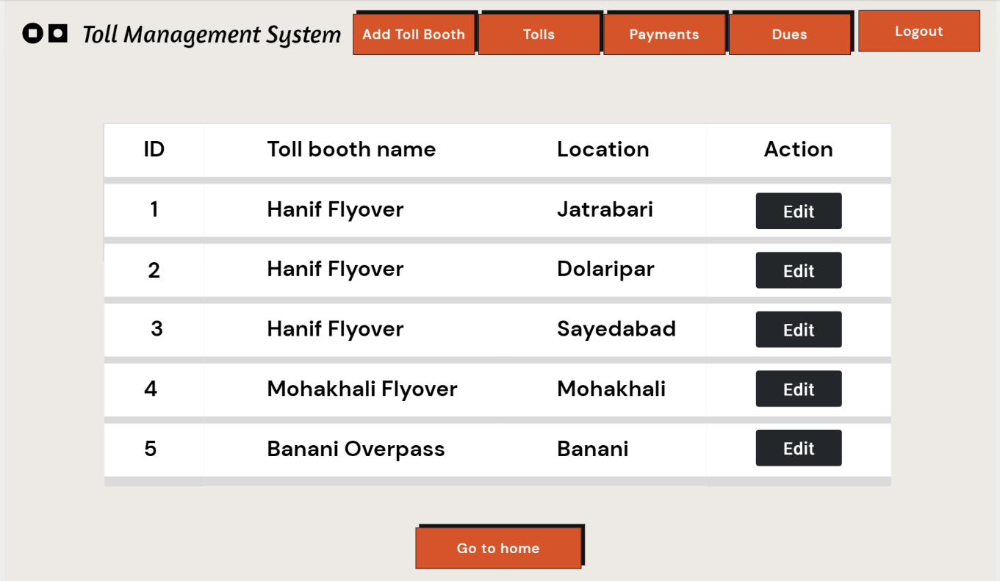 Toll Management System Add Toll Booth Tolls Payments Dues Logout
ID Toll booth name Location Action
1 Hanif Flyover Jatrabari Edit
2 Hanif Flyover Dolaripar Edit
3 Hanif Flyover Sayedabad Edit
4 Mohakhali Flyover Mohakhali Edit
5 Banani Overpass Banani Edit
Go to home